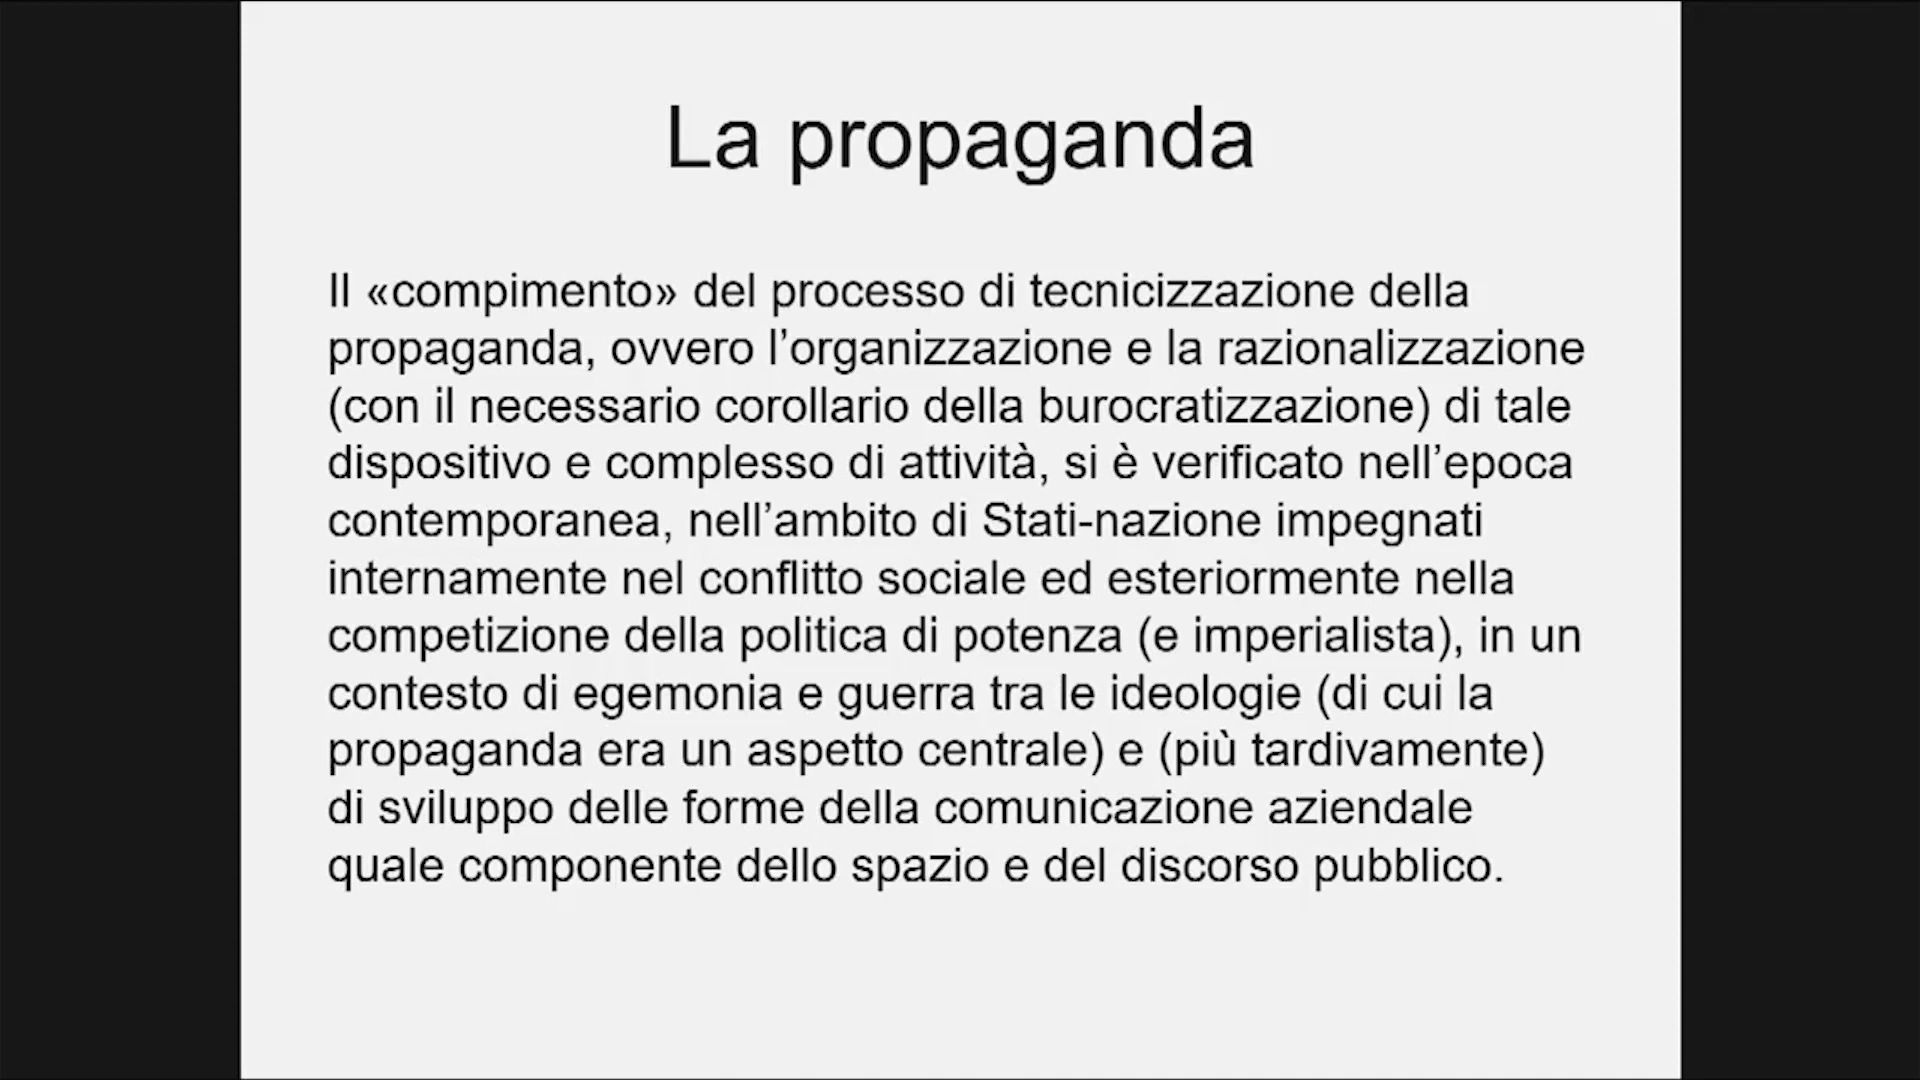 La propaganda
Il «compimento» del processo di tecnicizzazione della
propaganda, ovvero l’organizzazione e la razionalizzazione
(con il necessario corollario della burocratizzazione) di tale
dispositivo e complesso di attività, si è verificato nell’epoca
contemporanea, nell’ambito di Stati-nazione impegnati
internamente nel conflitto sociale ed esteriormente nella
competizione della politica di potenza (e imperialista), in un
contesto di egemonia e guerra tra le ideologie (di cui la
propaganda era un aspetto centrale) e (più tardivamente)
di sviluppo delle forme della comunicazione aziendale
quale componente dello spazio e del discorso pubblico.